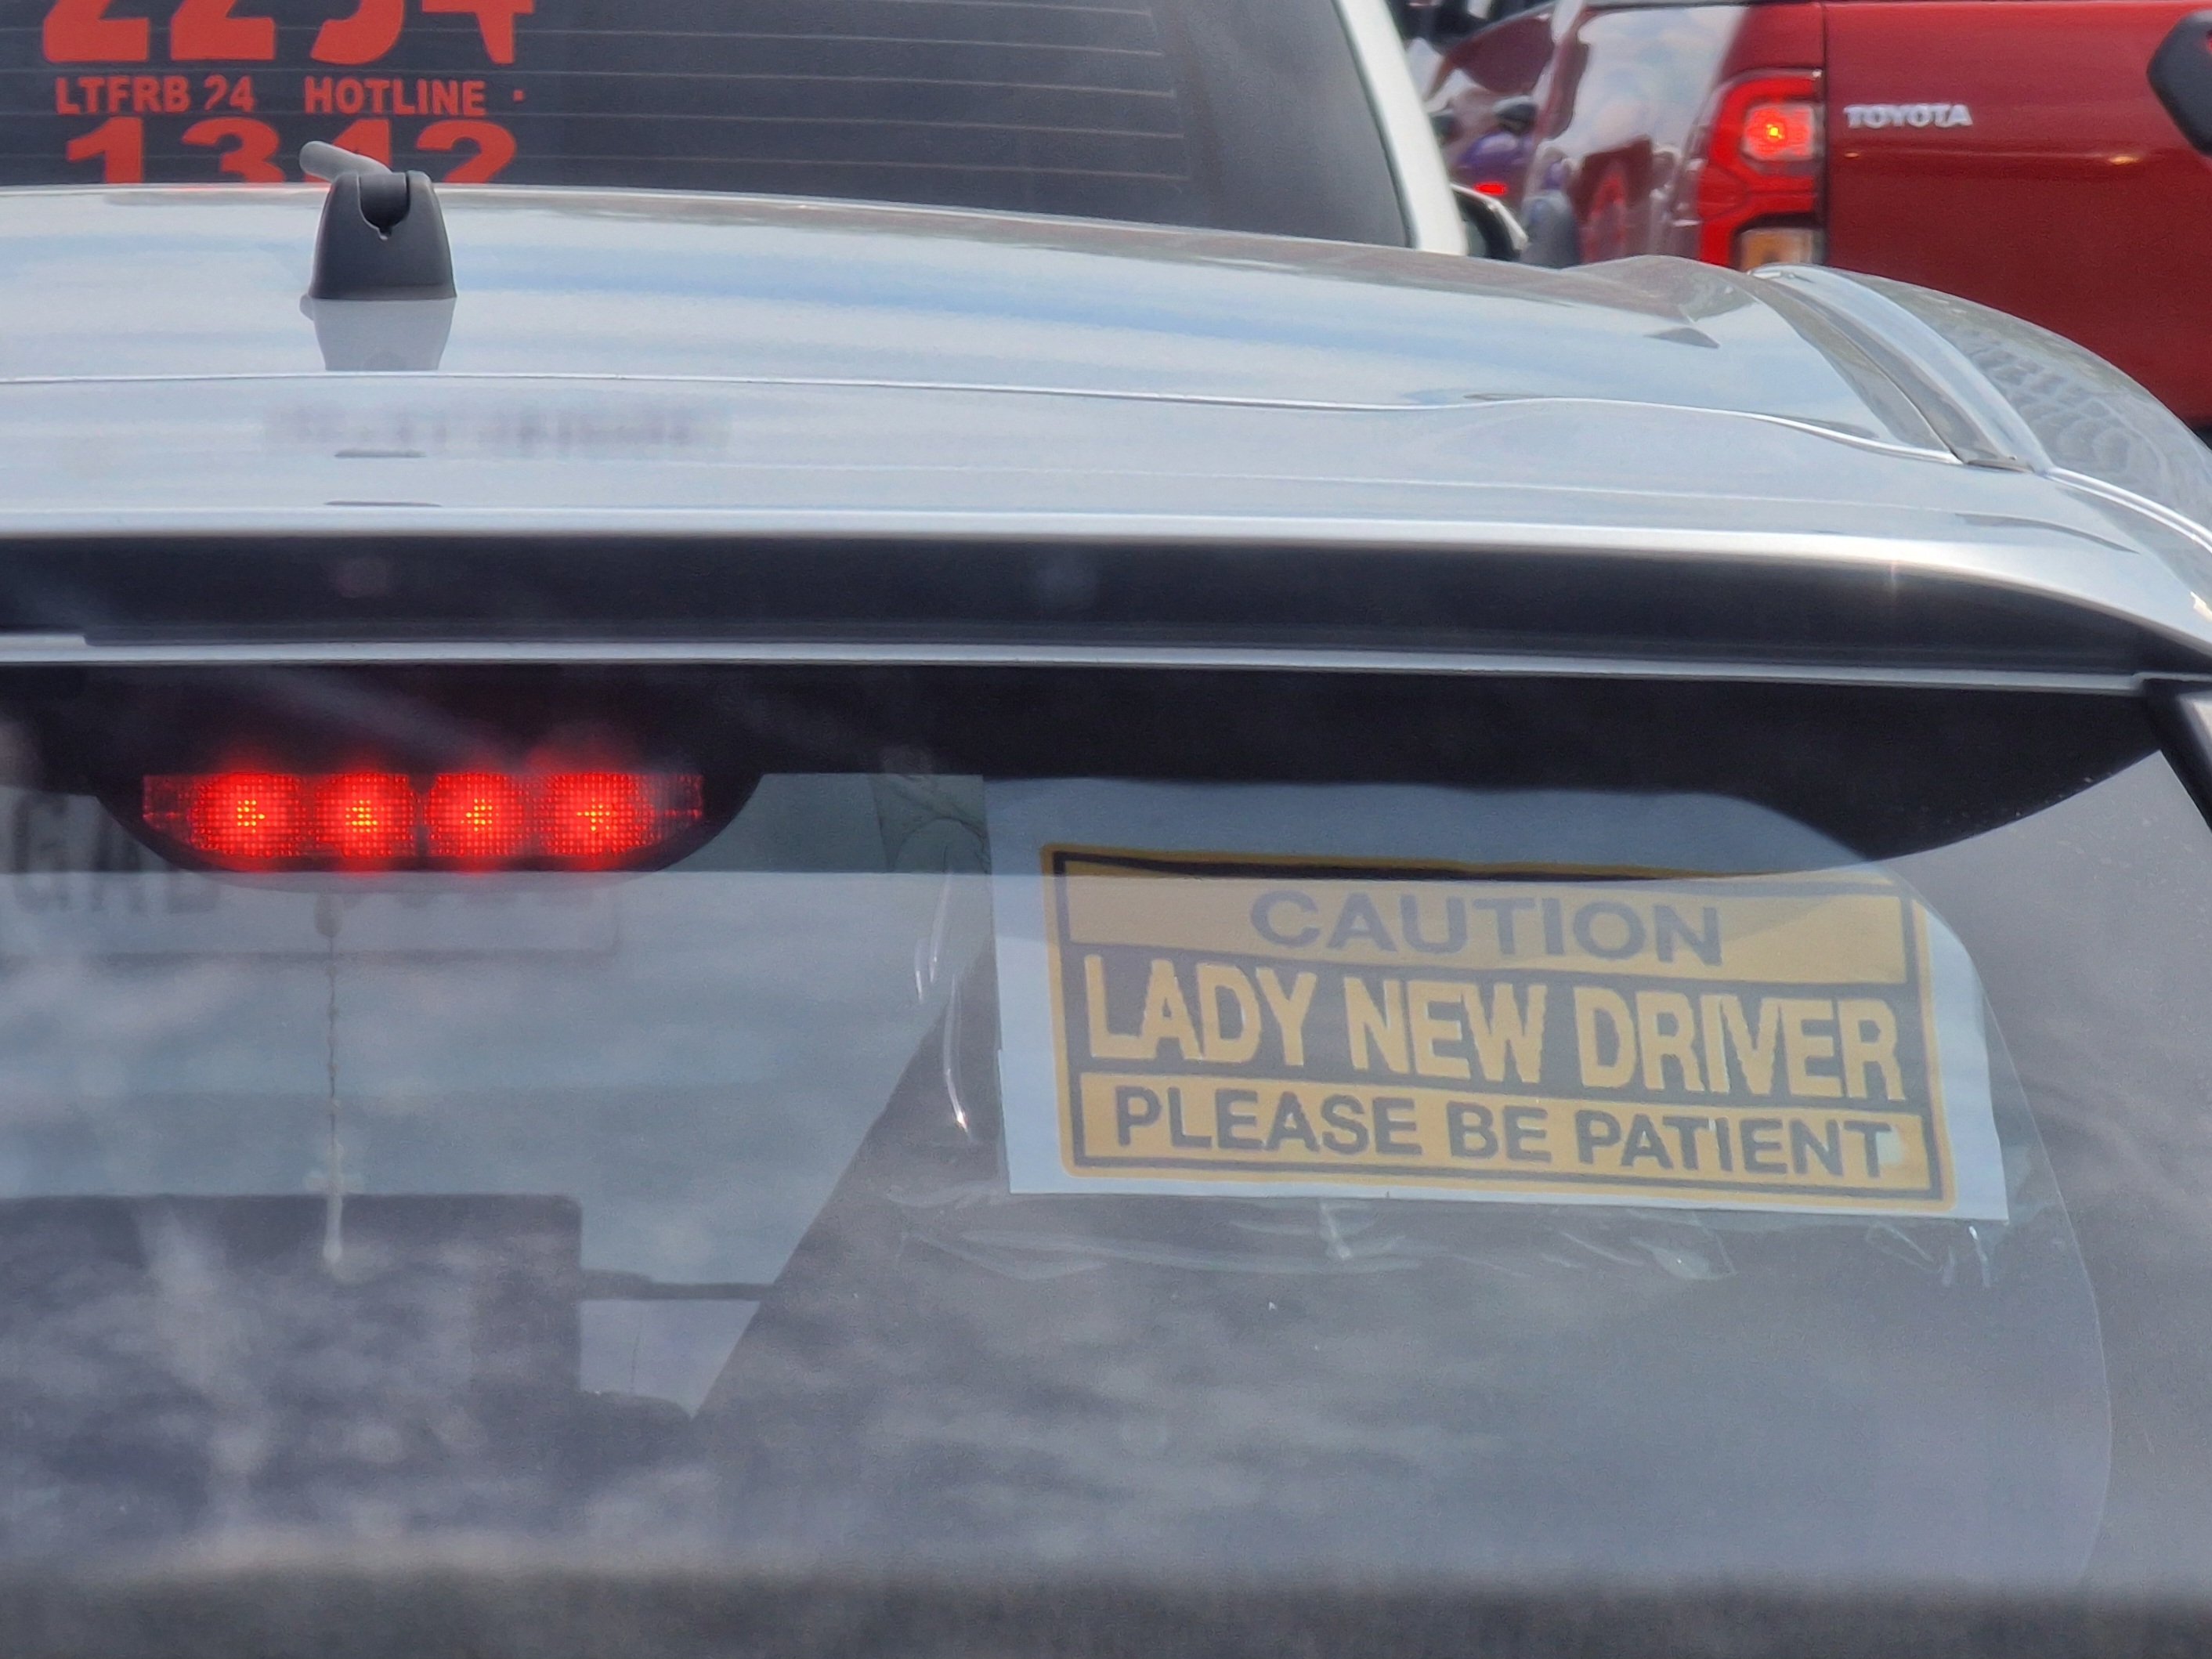 LTFRB 24 HOTLINE
1342
TOYOTA
CAUTION
LADY NEW DRIVER
PLEASE BE PATIENT